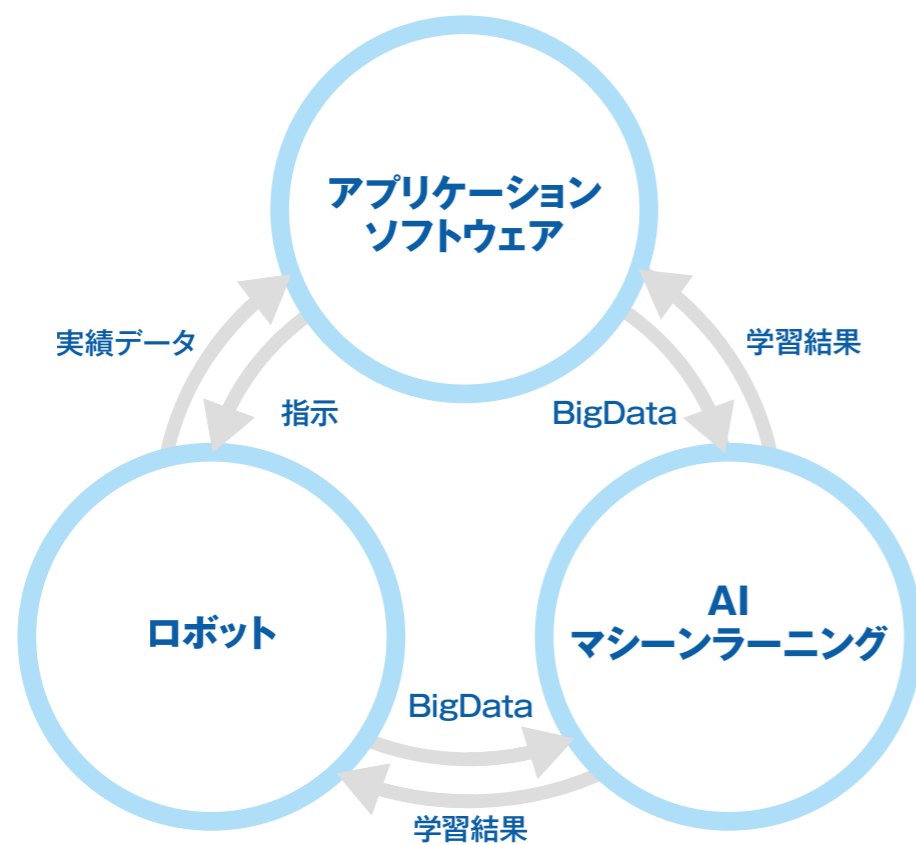 アプリケーション
ソフトウェア
実績データ
学習結果
指示
BigData
ロボット
AI
マシーンラーニング
BigData
学習結果